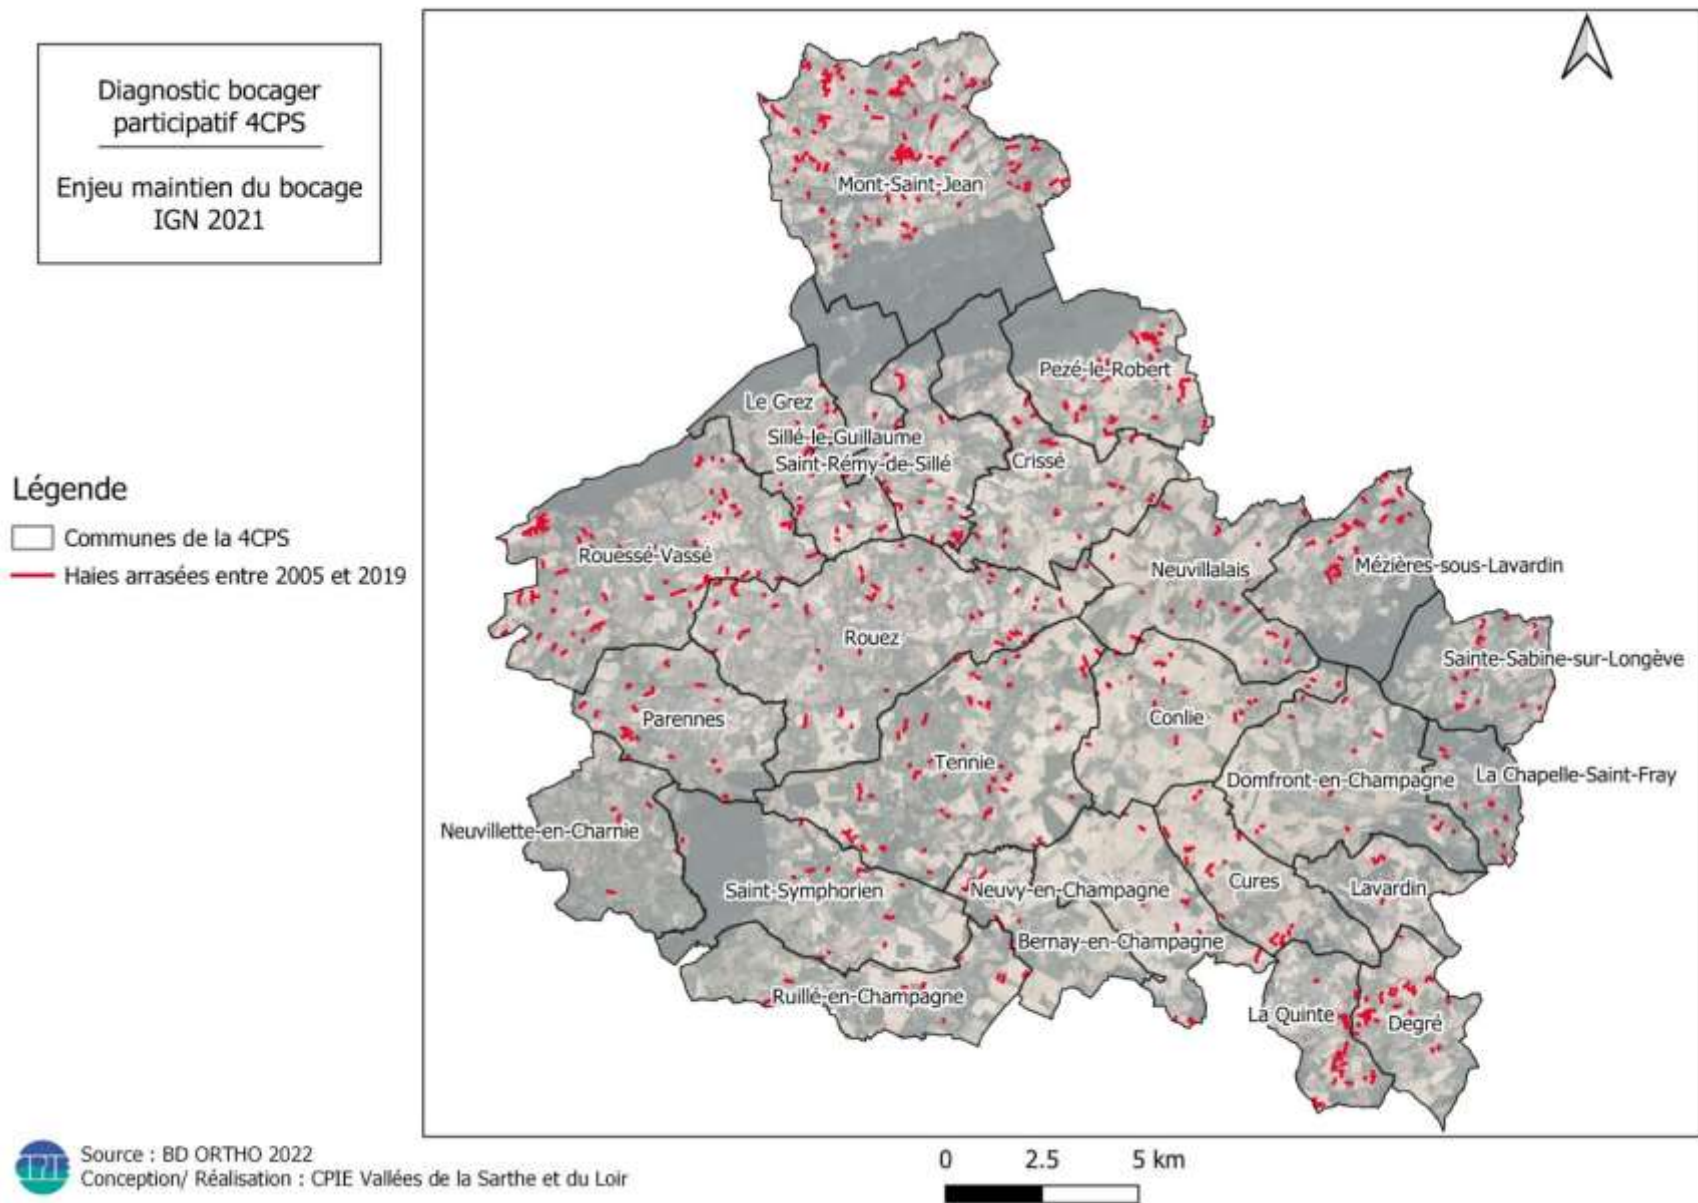 Diagnostic bocager
participatif 4CPS
Enjeu maintien du bocage
IGN 2021
Légende
Communes de la 4CPS
Haies arrasées entre 2005 et 2019
Mont-Saint-Jean
Pezé-le-Robert
Le Grez
Sillé-le-Guillaume
Saint-Rémy-de-Sillé
Crissé
Rouessé-Vassé
Neuvillalais
Mézières-sous-Lavardin
Rouez
Sainte-Sabine-sur-Longève
Parennes
Conlie
Tennie
Domfront-en-Champagne
La Chapelle-Saint-Fray
Neuvillette-en-Charnie
Saint-Symphorien
Neuvy-en-Champagne
Cures
Lavardin
Bernay-en-Champagne
Ruillé-en-Champagne
La Quinte
Degré
CPIE
Source : BD ORTHO 2022
Conception/ Réalisation : CPIE Vallées de la Sarthe et du Loir
0 2.5 5 km